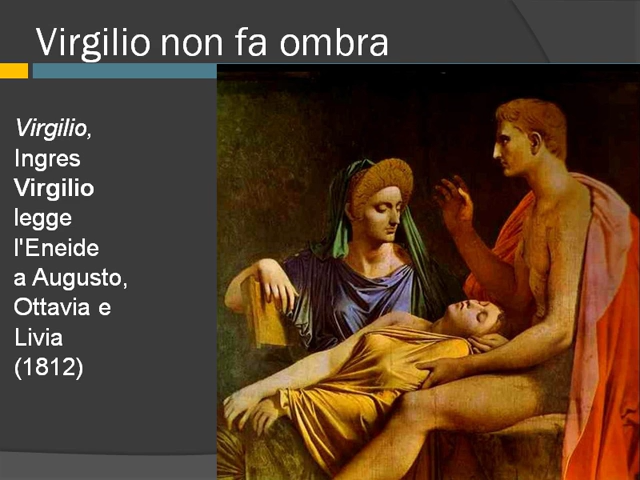 Virgilio non fa ombra
Virgilio,
Ingres
Virgilio
legge
l'Eneide
a Augusto,
Ottavia e
Livia
(1812)